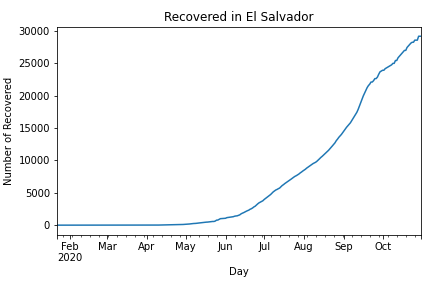 Recovered in El Salvador
30000
25000
20000
15000
10000
5000
0
Number of Recovered
Feb Mar Apr May Jun Jul Aug Sep Oct
2020
Day